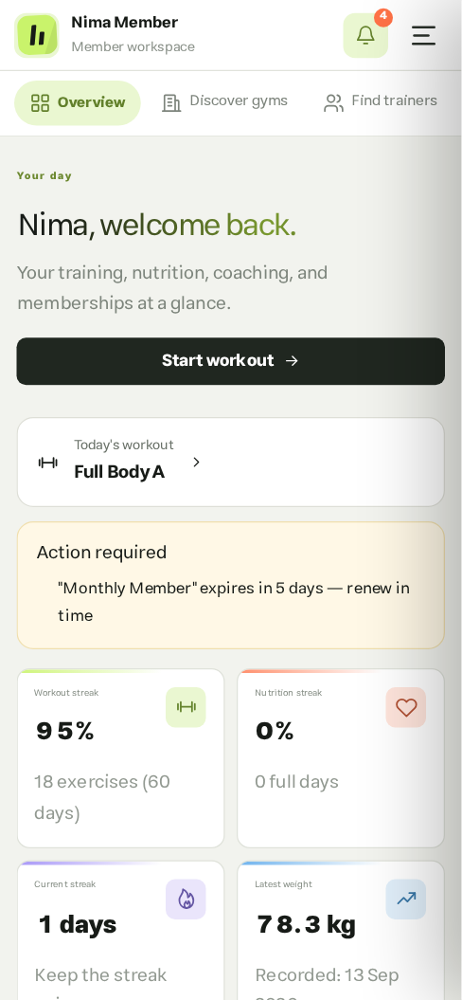 Nima Member
Member workspace
4
Overview
Discover gyms
Find trainers
Your day
Nima, welcome back.
Your training, nutrition, coaching, and
memberships at a glance.
Start workout →
Today's workout
Full Body A
Action required
"Monthly Member" expires in 5 days — renew in
time
Workout streak
95%
18 exercises (60
days)
Nutrition streak
0%
0 full days
Current streak
1 days
Keep the streak
Latest weight
78.3 kg
Recorded: 13 Sep